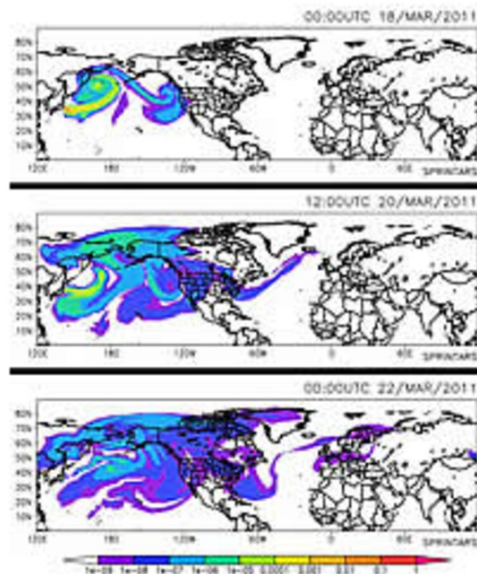 00:00UTC 18/MAR/2011
80N
70N
60N
50N
40N
30N
20N
10N
120E 180 120W 60W 0 60E
SPRINTARS
12:00UTC 20/MAR/2011
80N
70N
60N
50N
40N
30N
20N
10N
120E 180 120W 60W 0 60E
SPRINTARS
00:00UTC 22/MAR/2011
80N
70N
60N
50N
40N
30N
20N
10N
120E 180 120W 60W 0 60E
SPRINTARS
1e-09 1e-08 1e-07 1e-06 1e-05 0.0001 0.001 0.01 0.1 1